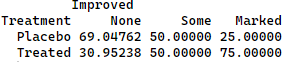 Improved
Treatment None Some Marked
Placebo 69.04762 50.00000 25.00000
Treated 30.95238 50.00000 75.00000